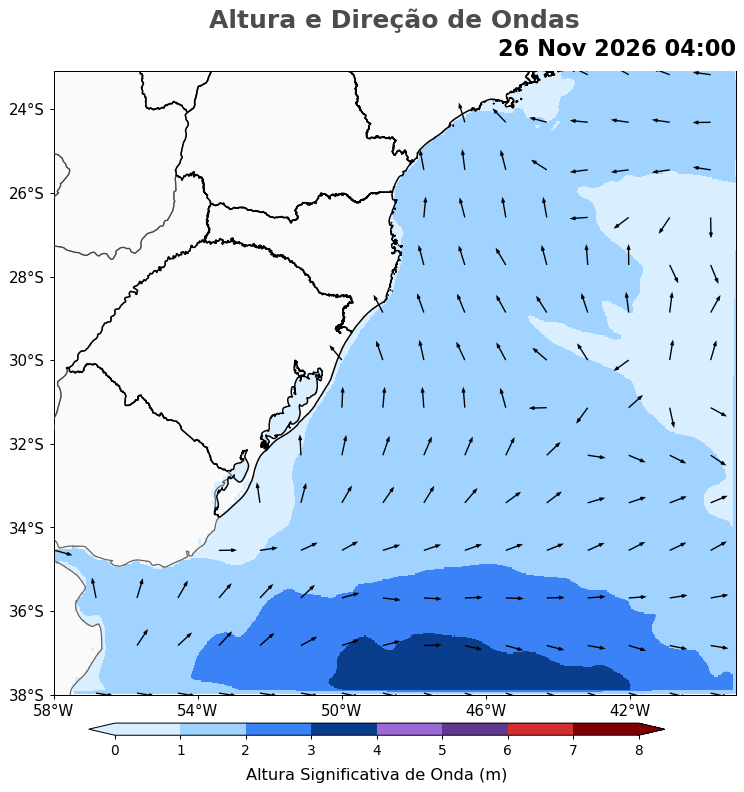 Altura e Direção de Ondas
26 Nov 2026 04:00
24°S
26°S
28°S
30°S
32°S
34°S
36°S
38°S
58°W 54°W 50°W 46°W 42°W
0 1 2 3 4 5 6 7 8
Altura Significativa de Onda (m)